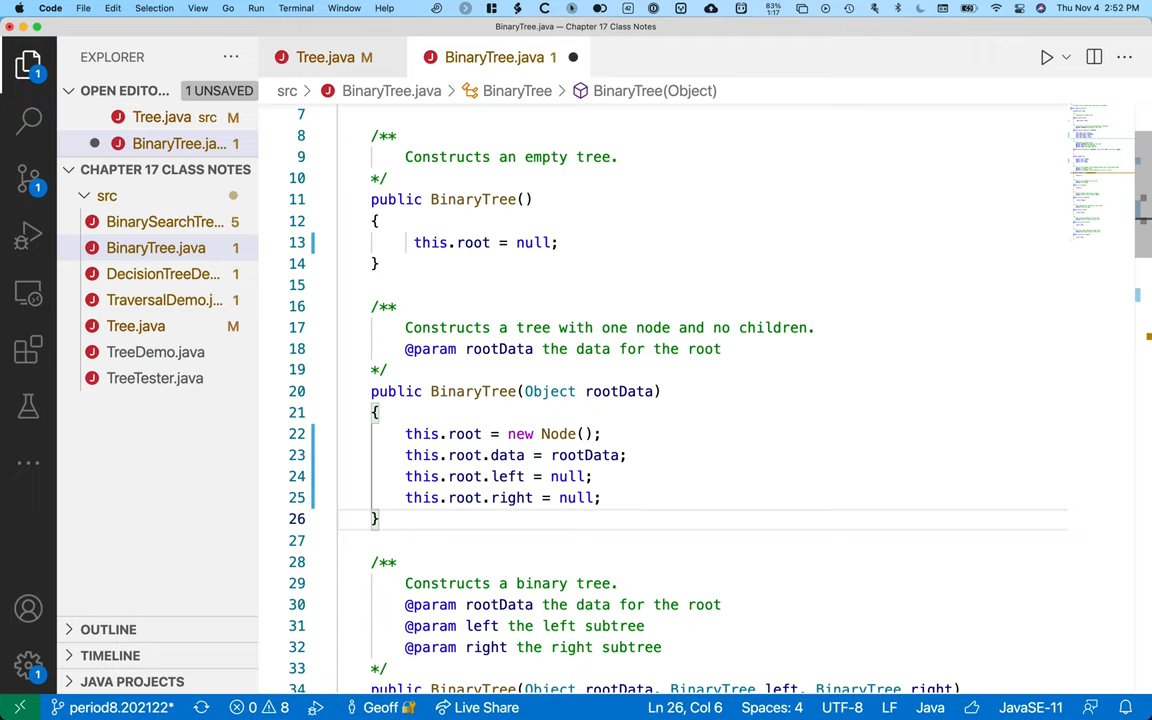 Code File Edit Selection View Go Run Terminal Window Help 83% 1:17 Thu Nov 4 2:52 PM
BinaryTree.java — Chapter 17 Class Notes
EXPLORER
Tree.java M
BinaryTree.java 1
OPEN EDITO... 1 UNSAVED
src > BinaryTree.java > BinaryTree > BinaryTree(Object)
Tree.java src M
BinaryTree.ja... 1
CHAPTER 17 CLASS NOTES
src
BinarySearchTre... 5
BinaryTree.java 1
DecisionTreeDe... 1
TraversalDemo.j... 1
Tree.java M
TreeDemo.java
TreeTester.java
OUTLINE
TIMELINE
JAVA PROJECTS
1
1
1
7
8 /**
9 Constructs an empty tree.
10 */
11 public BinaryTree()
12 {
13 this.root = null;
14 }
15
16 /**
17 Constructs a tree with one node and no children.
18 @param rootData the data for the root
19 */
20 public BinaryTree(Object rootData)
21 {
22 this.root = new Node();
23 this.root.data = rootData;
24 this.root.left = null;
25 this.root.right = null;
26 }
27
28 /**
29 Constructs a binary tree.
30 @param rootData the data for the root
31 @param left the left subtree
32 @param right the right subtree
33 */
34 public BinaryTree(Object rootData, BinaryTree left, BinaryTree right)
period8.202122* 0 8 Geoff Live Share Ln 26, Col 6 Spaces: 4 UTF-8 LF Java JavaSE-11